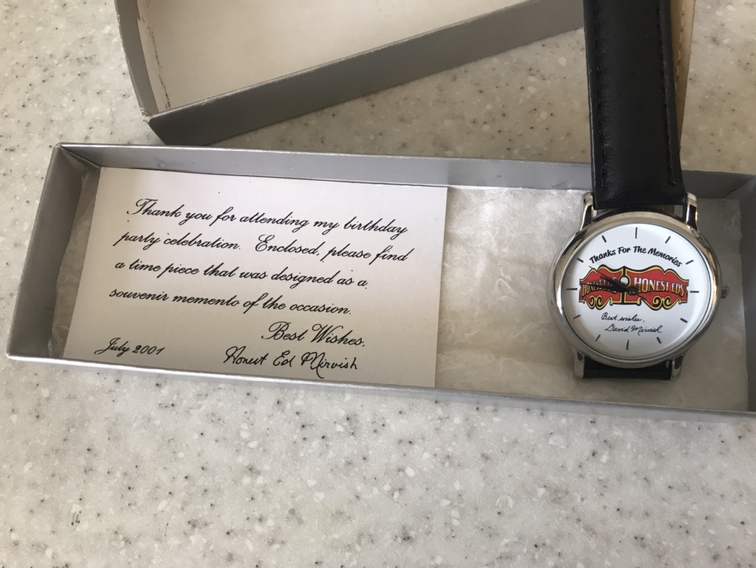 Thank you for attending my birthday
party celebration. Enclosed, please find
a time piece that was designed as a
souvenir memento of the occasion.
Best Wishes,
July 2001
Honest Ed Mirvish
Thanks For The Memories
HONEST ED'S
Best wishes,
David Mirvish